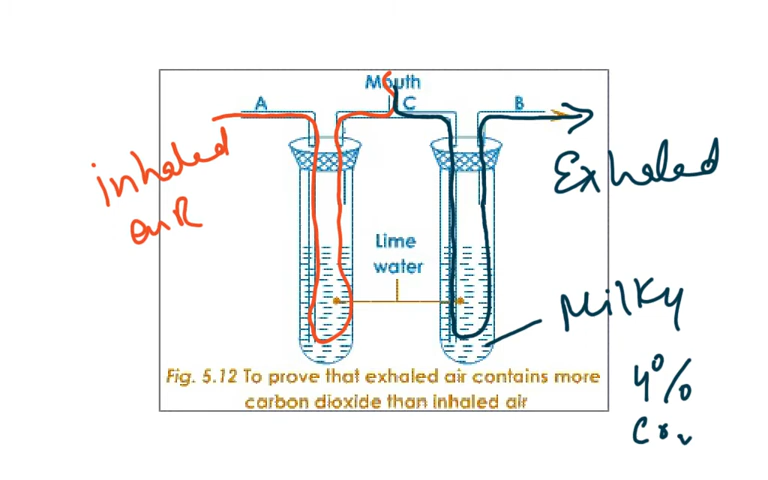 Mouth
A
C
B
inhaled
air
Exhaled
Lime
water
Milky
Fig. 5.12 To prove that exhaled air contains more
carbon dioxide than inhaled air
4%
CO₂